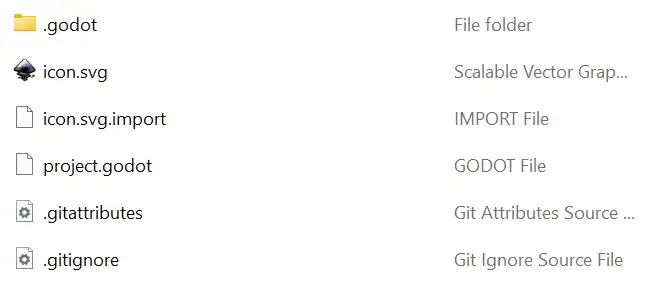 .godot File folder
icon.svg Scalable Vector Grap...
icon.svg.import IMPORT File
project.godot GODOT File
.gitattributes Git Attributes Source ...
.gitignore Git Ignore Source File